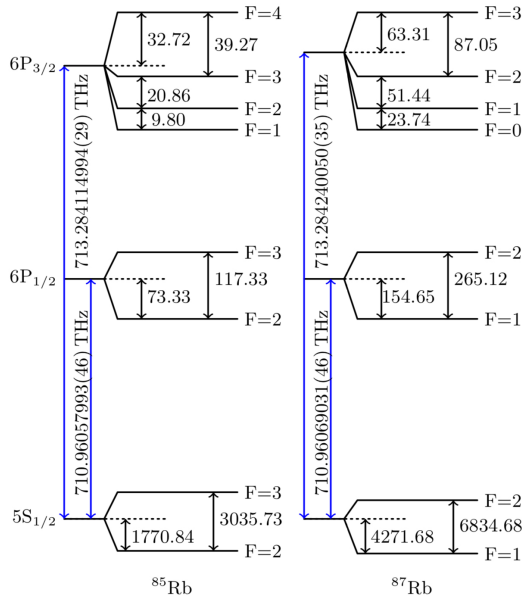 F=4
32.72
39.27
6P3/2
F=3
20.86
F=2
9.80
F=1
713.284114994(29) THz
F=3
117.33
6P1/2
73.33
F=2
710.96057993(46) THz
F=3
5S1/2
3035.73
1770.84
F=2
85Rb
F=3
63.31
87.05
F=2
51.44
F=1
23.74
F=0
713.284240050(35) THz
F=2
265.12
154.65
F=1
710.96069031(46) THz
F=2
6834.68
4271.68
F=1
87Rb